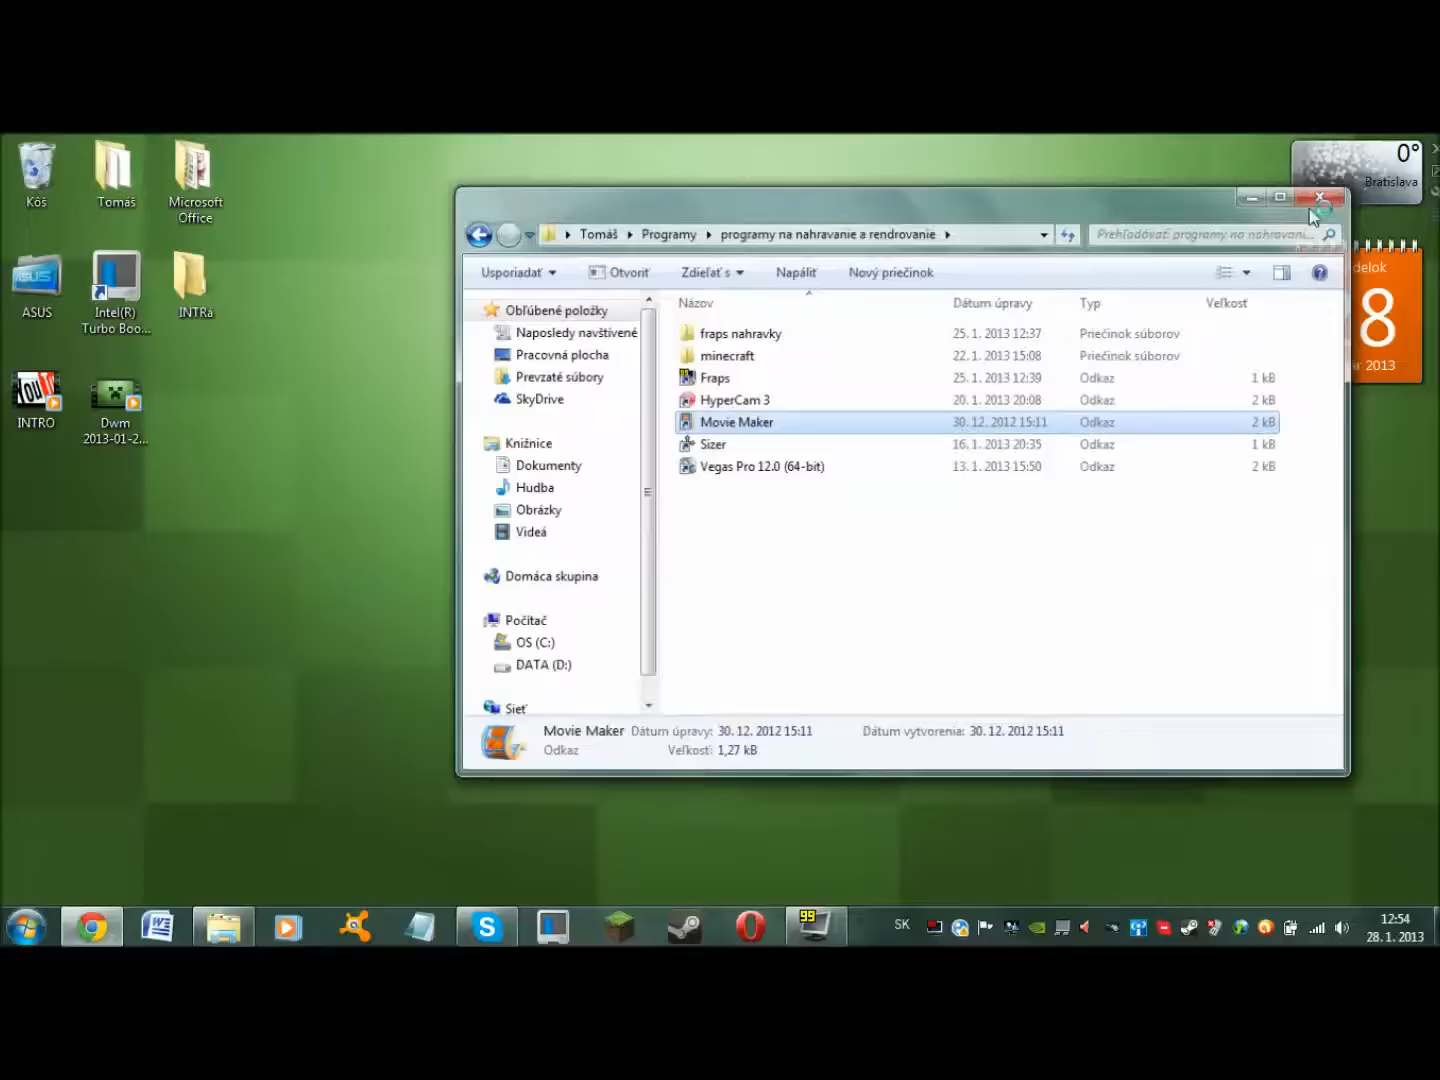 Kôš
Tomáš
Microsoft
Office
ASUS
Intel(R)
Turbo Boo...
INTRa
INTRO
Dwm
2013-01-2...
0°
Bratislava
delok
8
ar 2013
Tomáš
Programy
programy na nahravanie a rendrovanie
Prehľadávať: programy na nahravani...
Usporiadať
Otvoriť
Zdieľať s
Napáliť
Nový priečinok
Obľúbené položky
Naposledy navštívené
Pracovná plocha
Prevzaté súbory
SkyDrive
Knižnice
Dokumenty
Hudba
Obrázky
Videá
Domáca skupina
Počítač
OS (C:)
DATA (D:)
Sieť
Názov Dátum úpravy Typ Veľkosť
fraps nahravky 25. 1. 2013 12:37 Priečinok súborov
minecraft 22. 1. 2013 15:08 Priečinok súborov
Fraps 25. 1. 2013 12:39 Odkaz 1 kB
HyperCam 3 20. 1. 2013 20:08 Odkaz 2 kB
Movie Maker 30. 12. 2012 15:11 Odkaz 2 kB
Sizer 16. 1. 2013 20:35 Odkaz 1 kB
Vegas Pro 12.0 (64-bit) 13. 1. 2013 15:50 Odkaz 2 kB
Movie Maker Dátum úpravy: 30. 12. 2012 15:11 Dátum vytvorenia: 30. 12. 2012 15:11
Odkaz Veľkosť: 1,27 kB
99
SK
12:54
28. 1. 2013